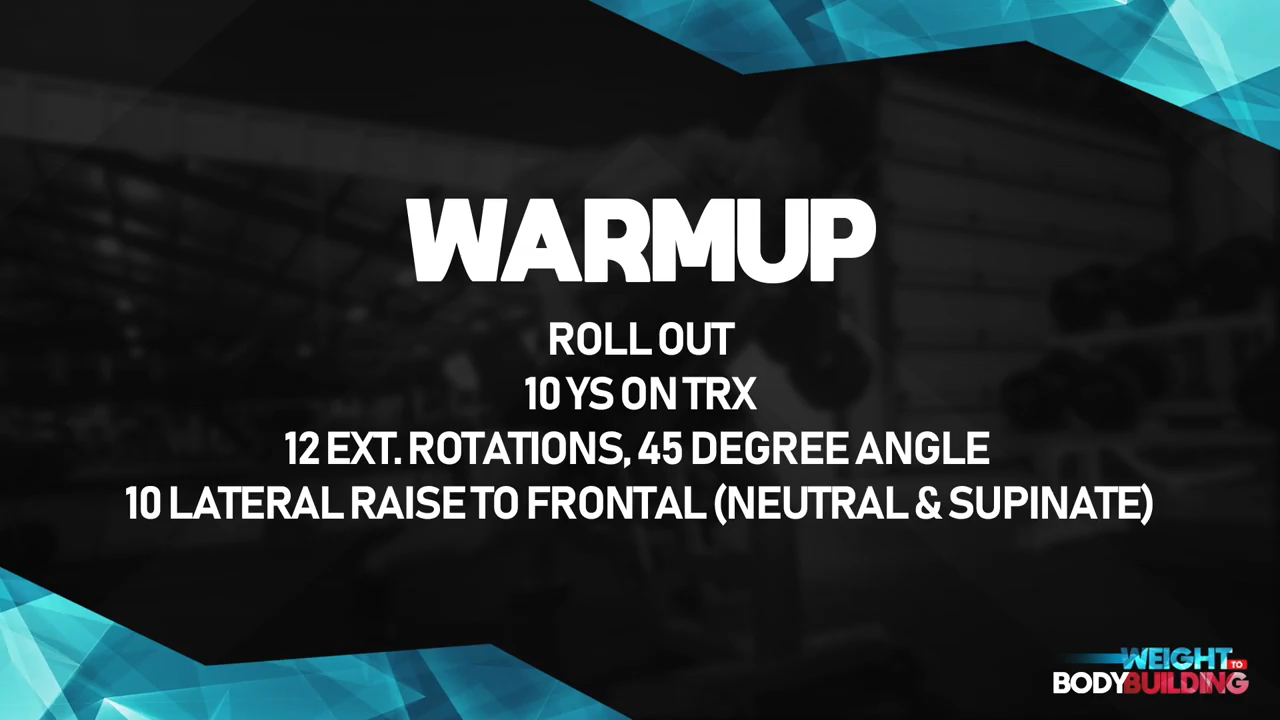 WARMUP
ROLL OUT
10 YS ON TRX
12 EXT. ROTATIONS, 45 DEGREE ANGLE
10 LATERAL RAISE TO FRONTAL (NEUTRAL & SUPINATE)
WEIGHT TO
BODYBUILDING